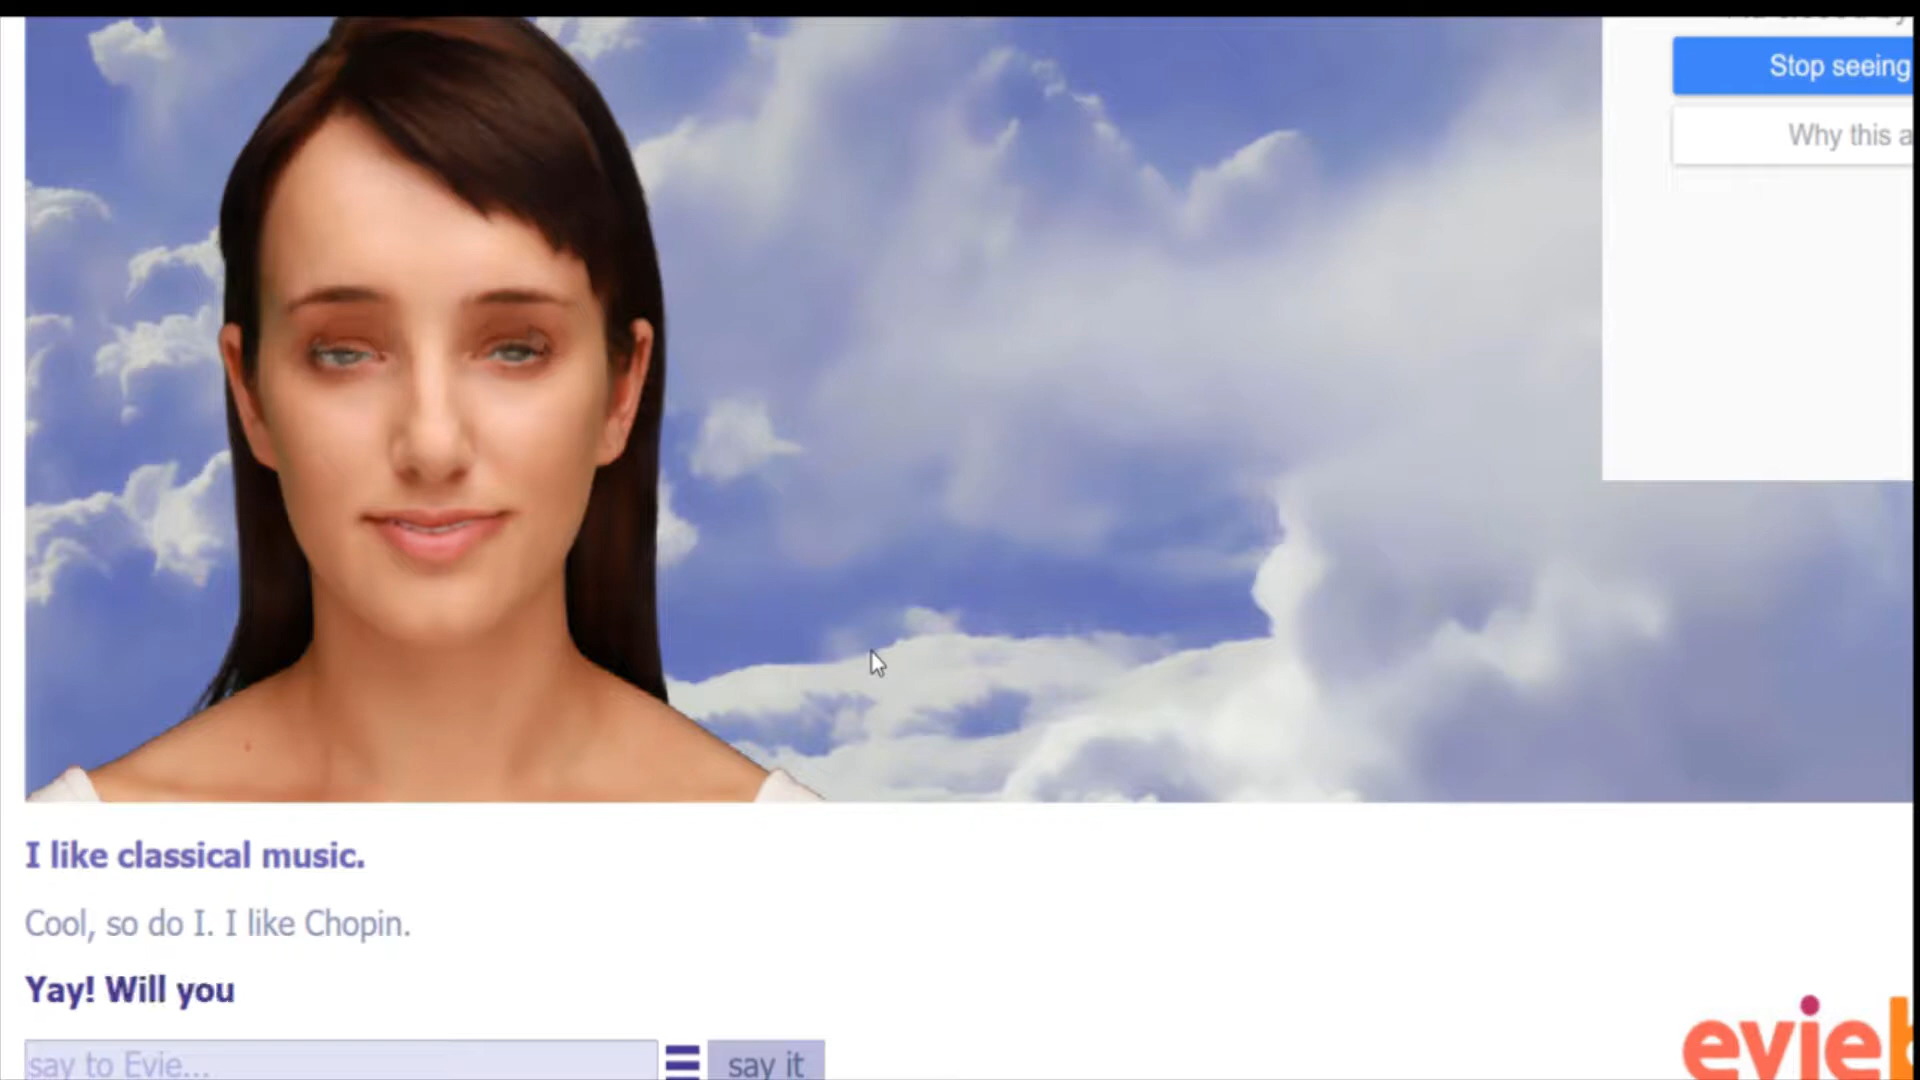 Stop seeing
Why this a
I like classical music.
Cool, so do I. I like Chopin.
Yay! Will you
say to Evie...
say it
evieb